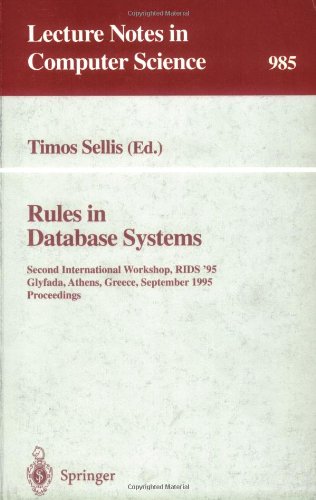 Lecture Notes in
Computer Science 985
Timos Sellis (Ed.)
Rules in
Database Systems
Second International Workshop, RIDS '95
Glyfada, Athens, Greece, September 1995
Proceedings
Springer